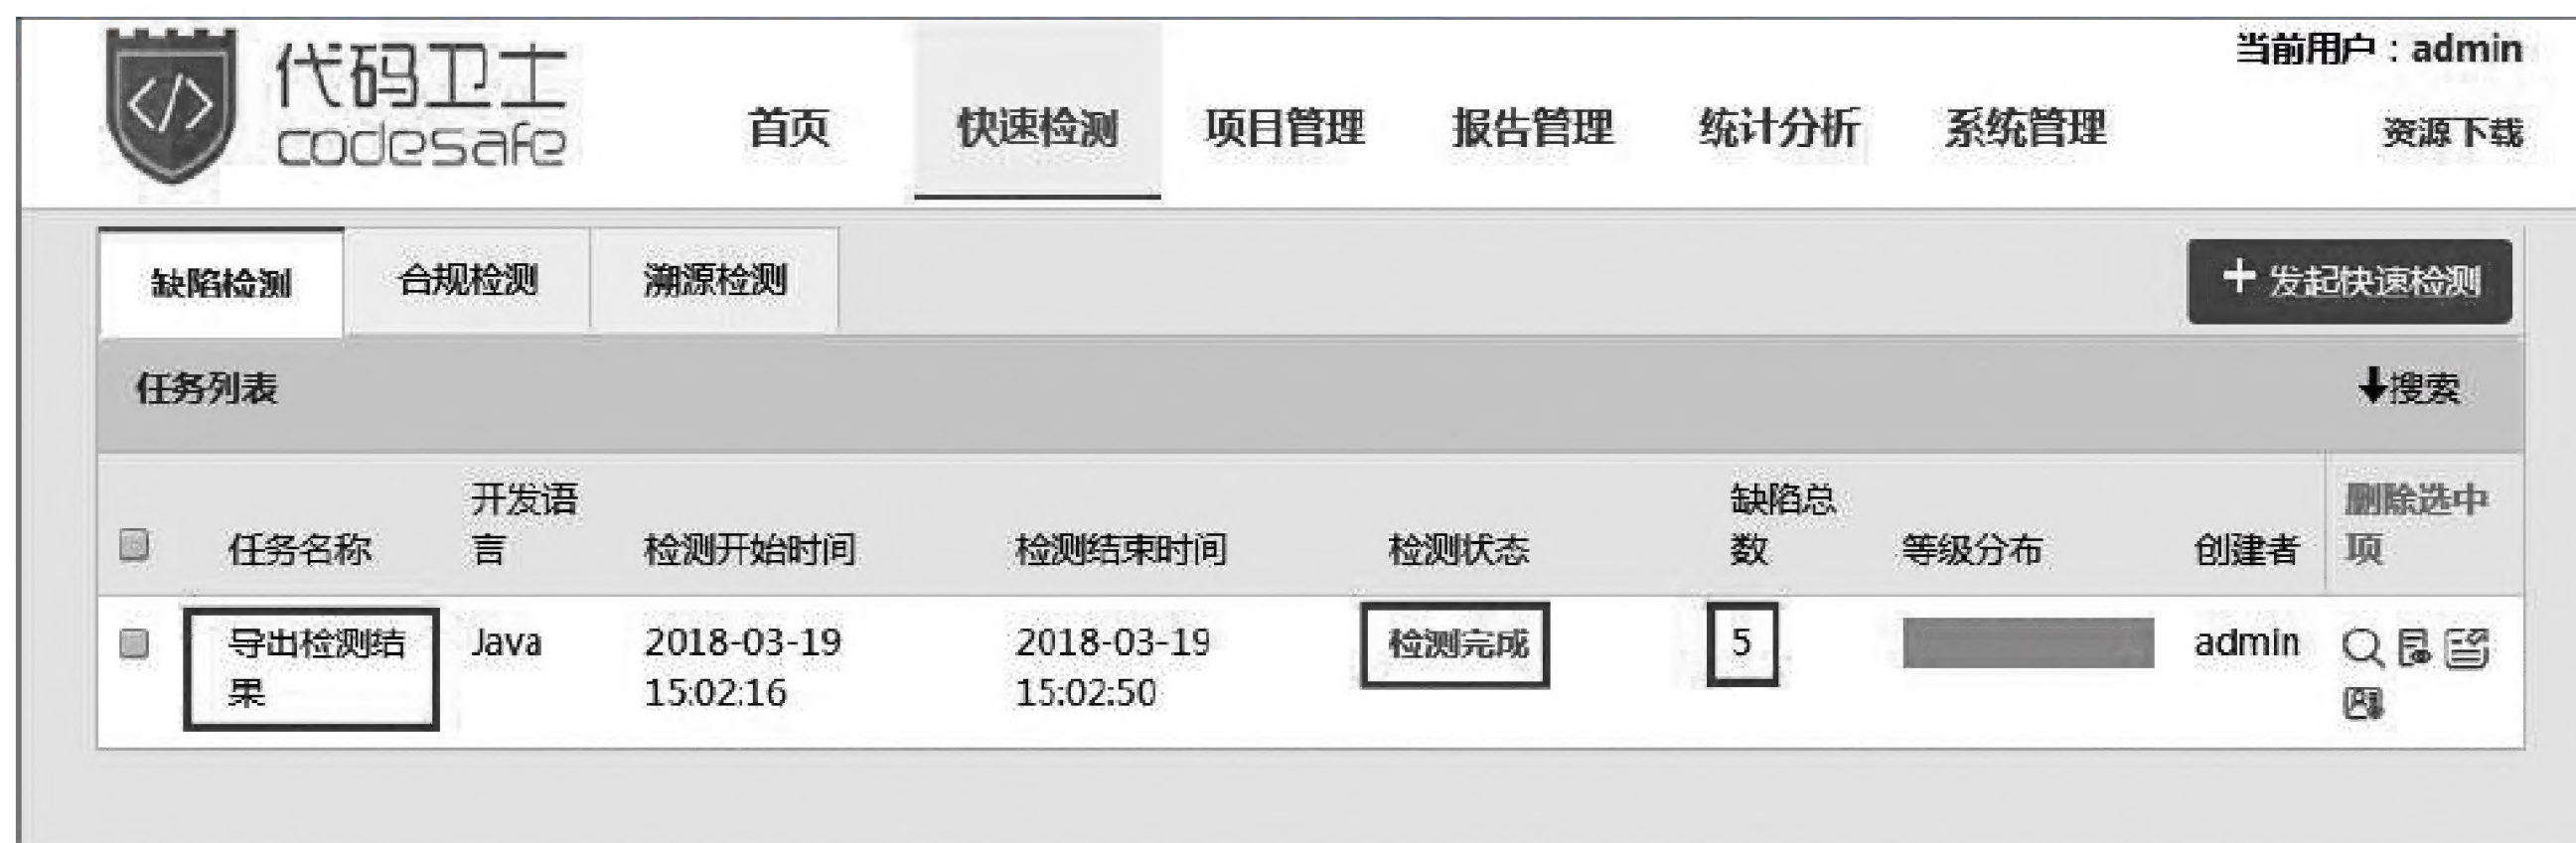 当前用户：admin
代码卫士
codesafe
首页 快速检测 项目管理 报告管理 统计分析 系统管理 资源下载
缺陷检测 合规检测 溯源检测 +发起快速检测
任务列表 搜索
任务名称 开发语言 检测开始时间 检测结束时间 检测状态 缺陷总数 等级分布 创建者 删除选中项
导出检测结果 Java 2018-03-19 15:02:16 2018-03-19 15:02:50 检测完成 5 admin